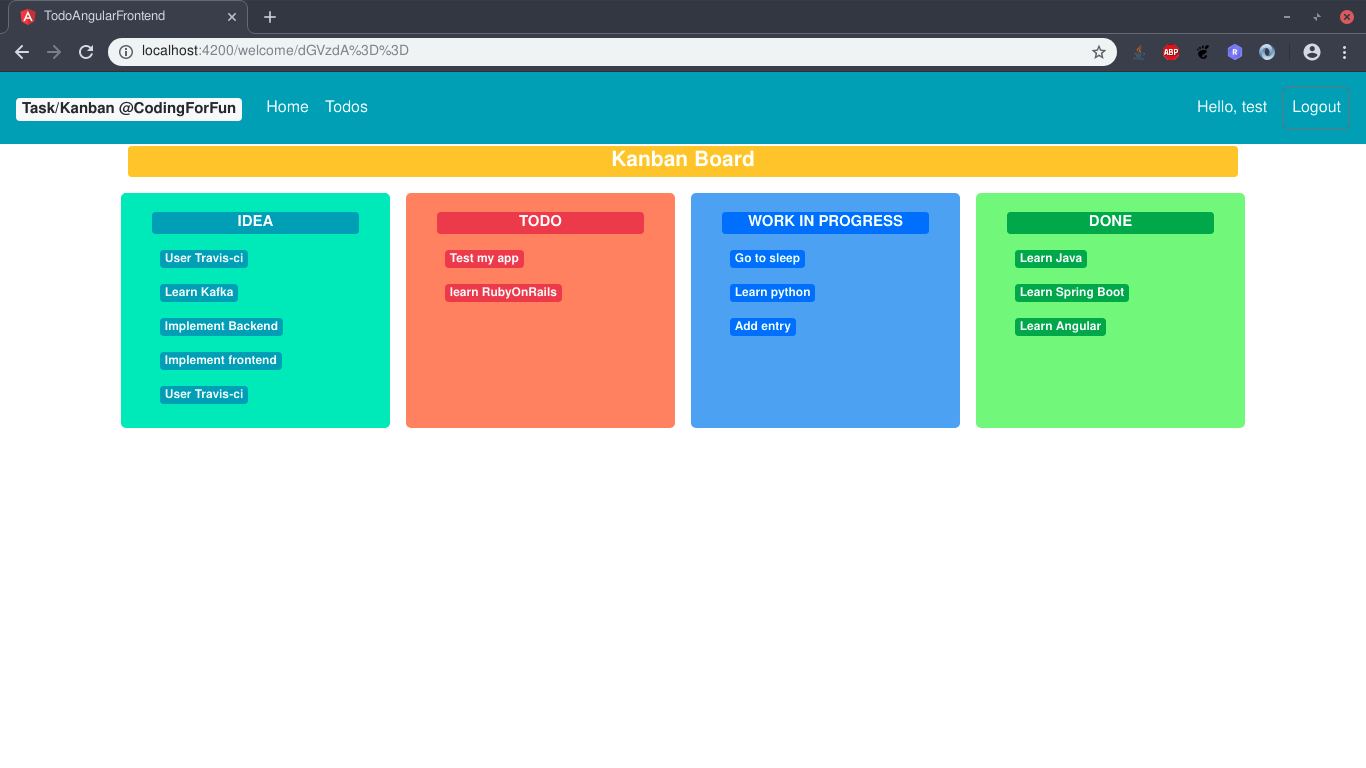 TodoAngularFrontend
localhost:4200/welcome/dGVzdA%3D%3D
ABP
R
Task/Kanban @CodingForFun Home Todos Hello, test Logout
Kanban Board
IDEA
User Travis-ci
Learn Kafka
Implement Backend
Implement frontend
User Travis-ci
TODO
Test my app
learn RubyOnRails
WORK IN PROGRESS
Go to sleep
Learn python
Add entry
DONE
Learn Java
Learn Spring Boot
Learn Angular